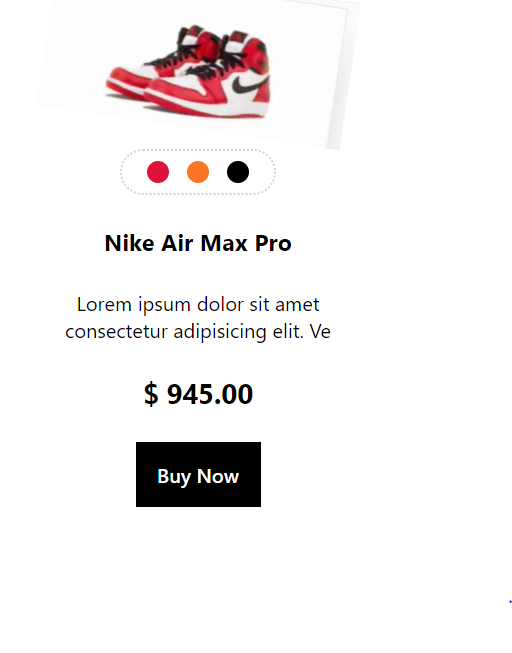 Nike Air Max Pro
Lorem ipsum dolor sit amet
consectetur adipisicing elit. Ve
$ 945.00
Buy Now